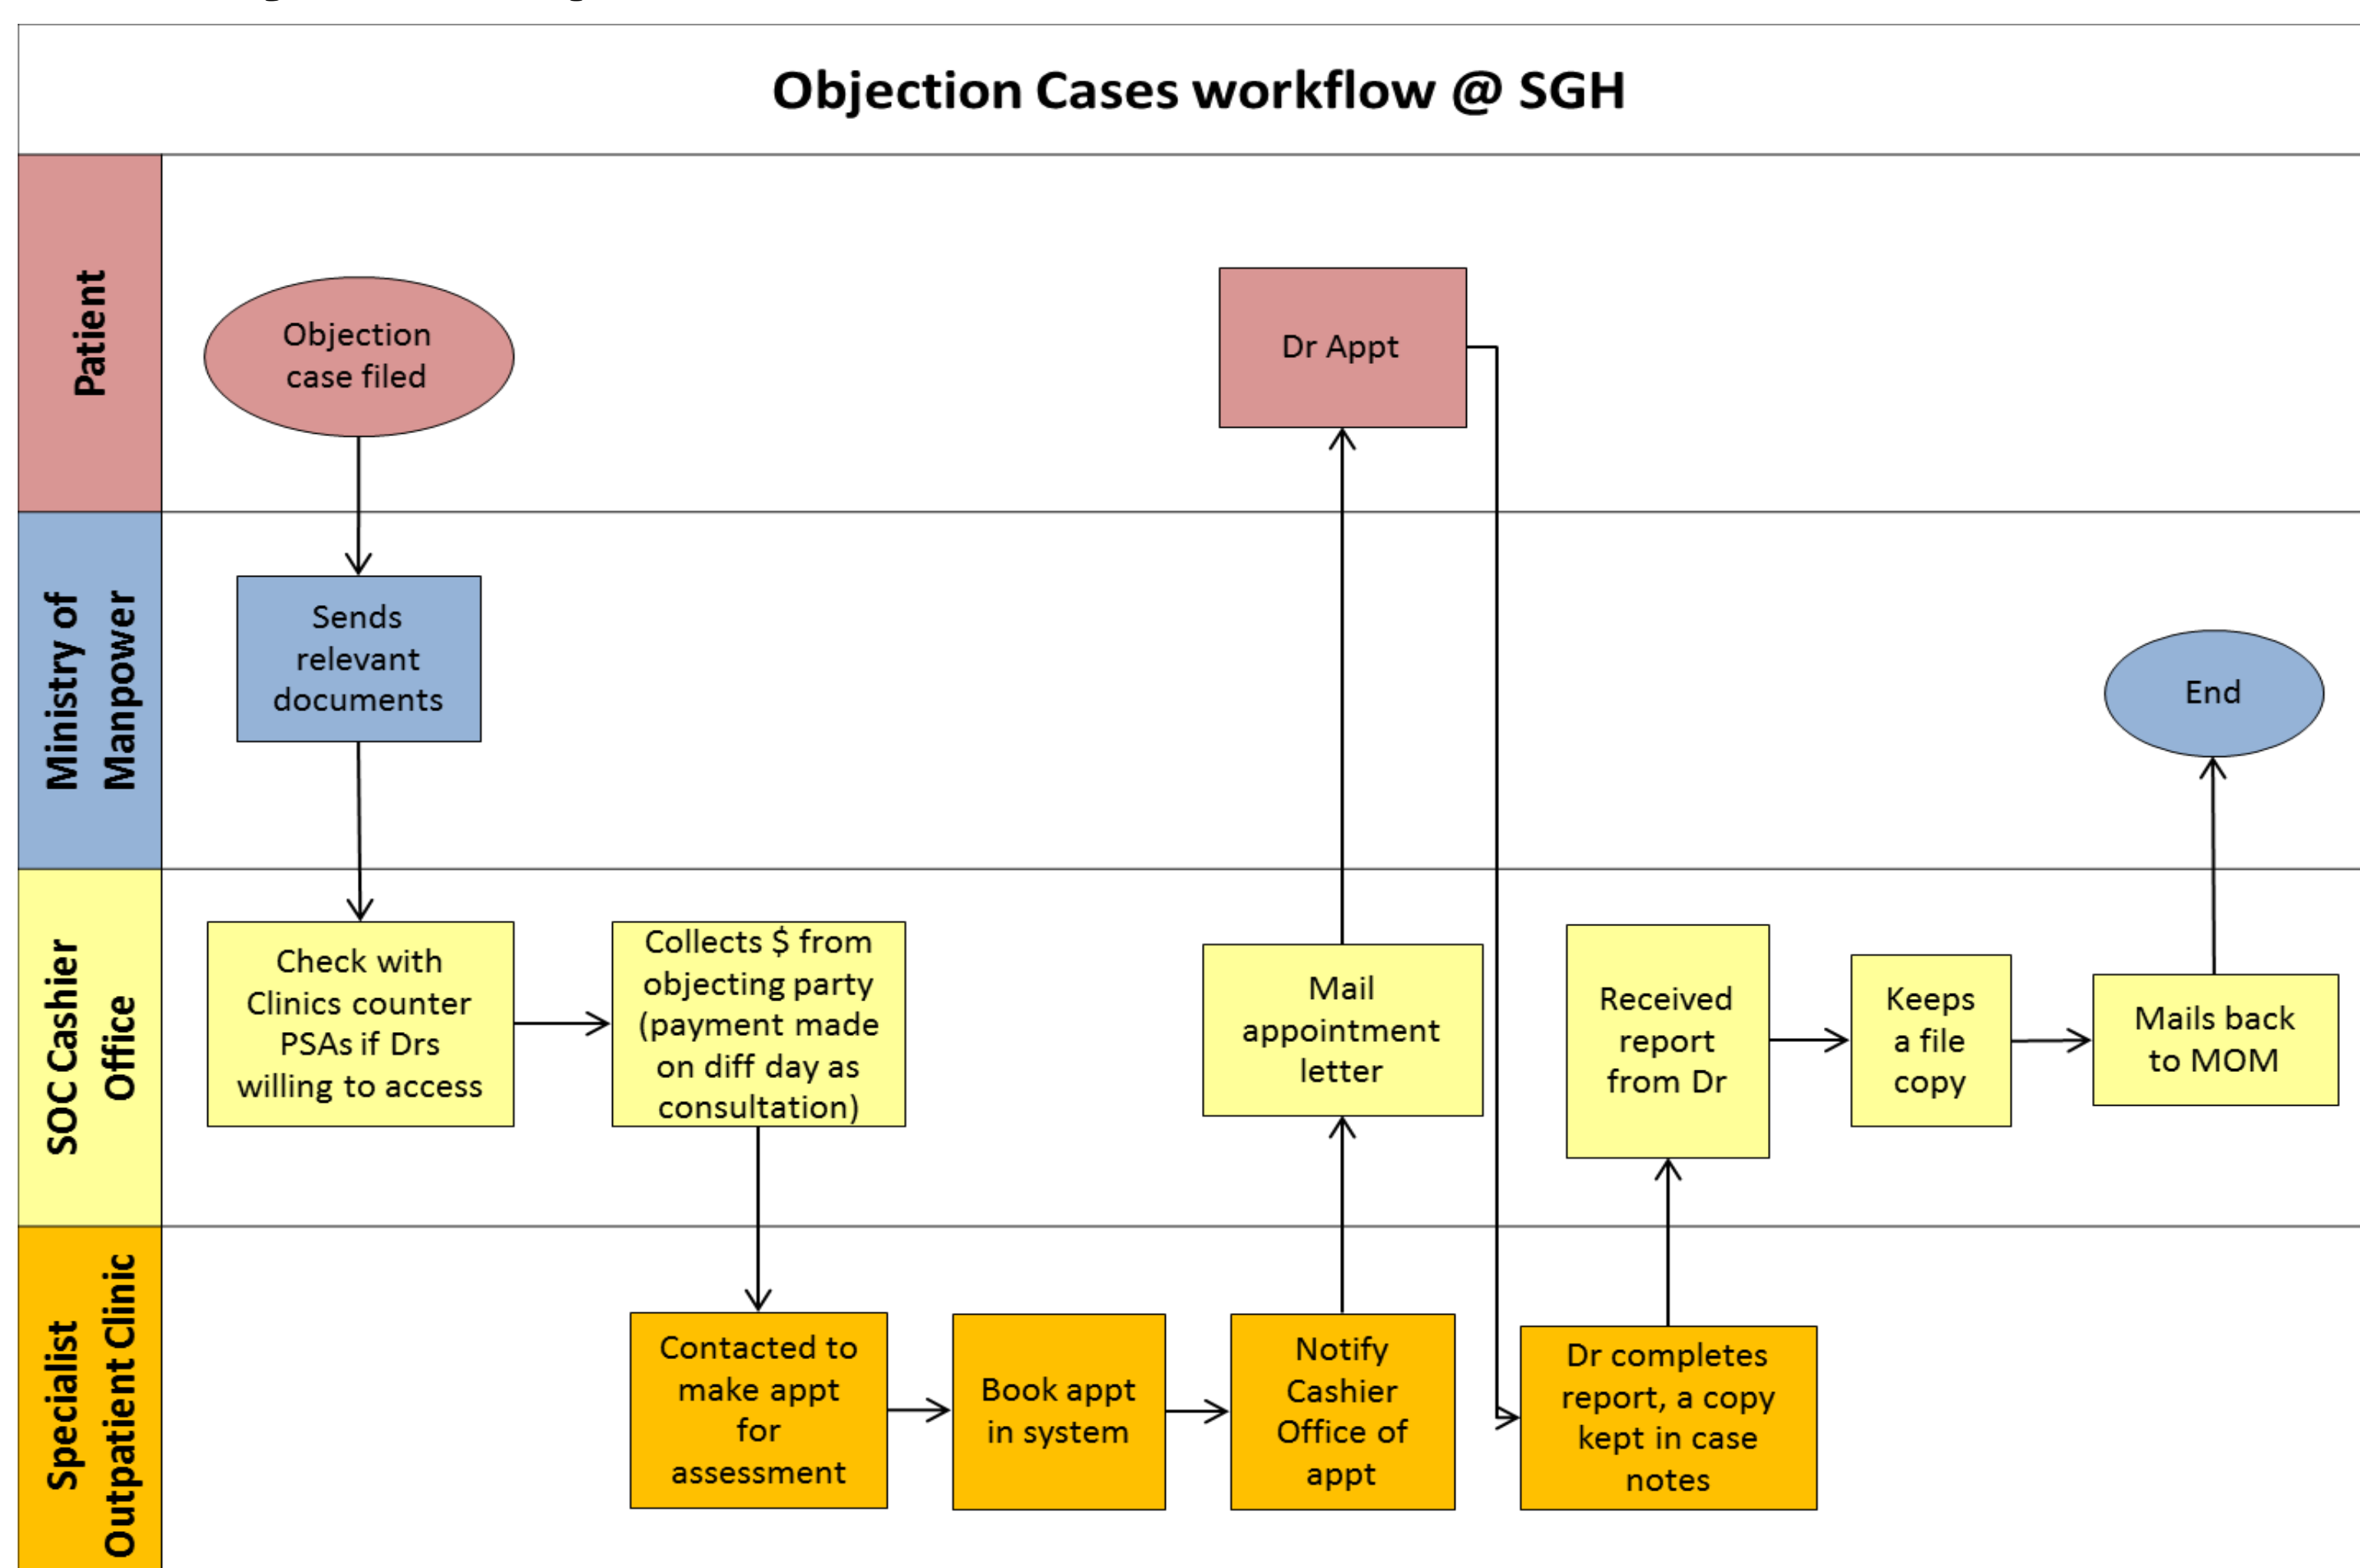 Objection Cases workflow @ SGH
Patient
Objection
case filed
Dr Appt
Ministry of
Manpower
Sends
relevant
documents
End
SOC Cashier
Office
Check with
Clinics counter
PSAs if Drs
willing to access
Collects $ from
objecting party
(payment made
on diff day as
consultation)
Mail
appointment
letter
Received
report
from Dr
Keeps
a file
copy
Mails back
to MOM
Specialist
Outpatient Clinic
Contacted to
make appt
for
assessment
Book appt
in system
Notify
Cashier
Office of
appt
Dr completes
report, a copy
kept in case
notes